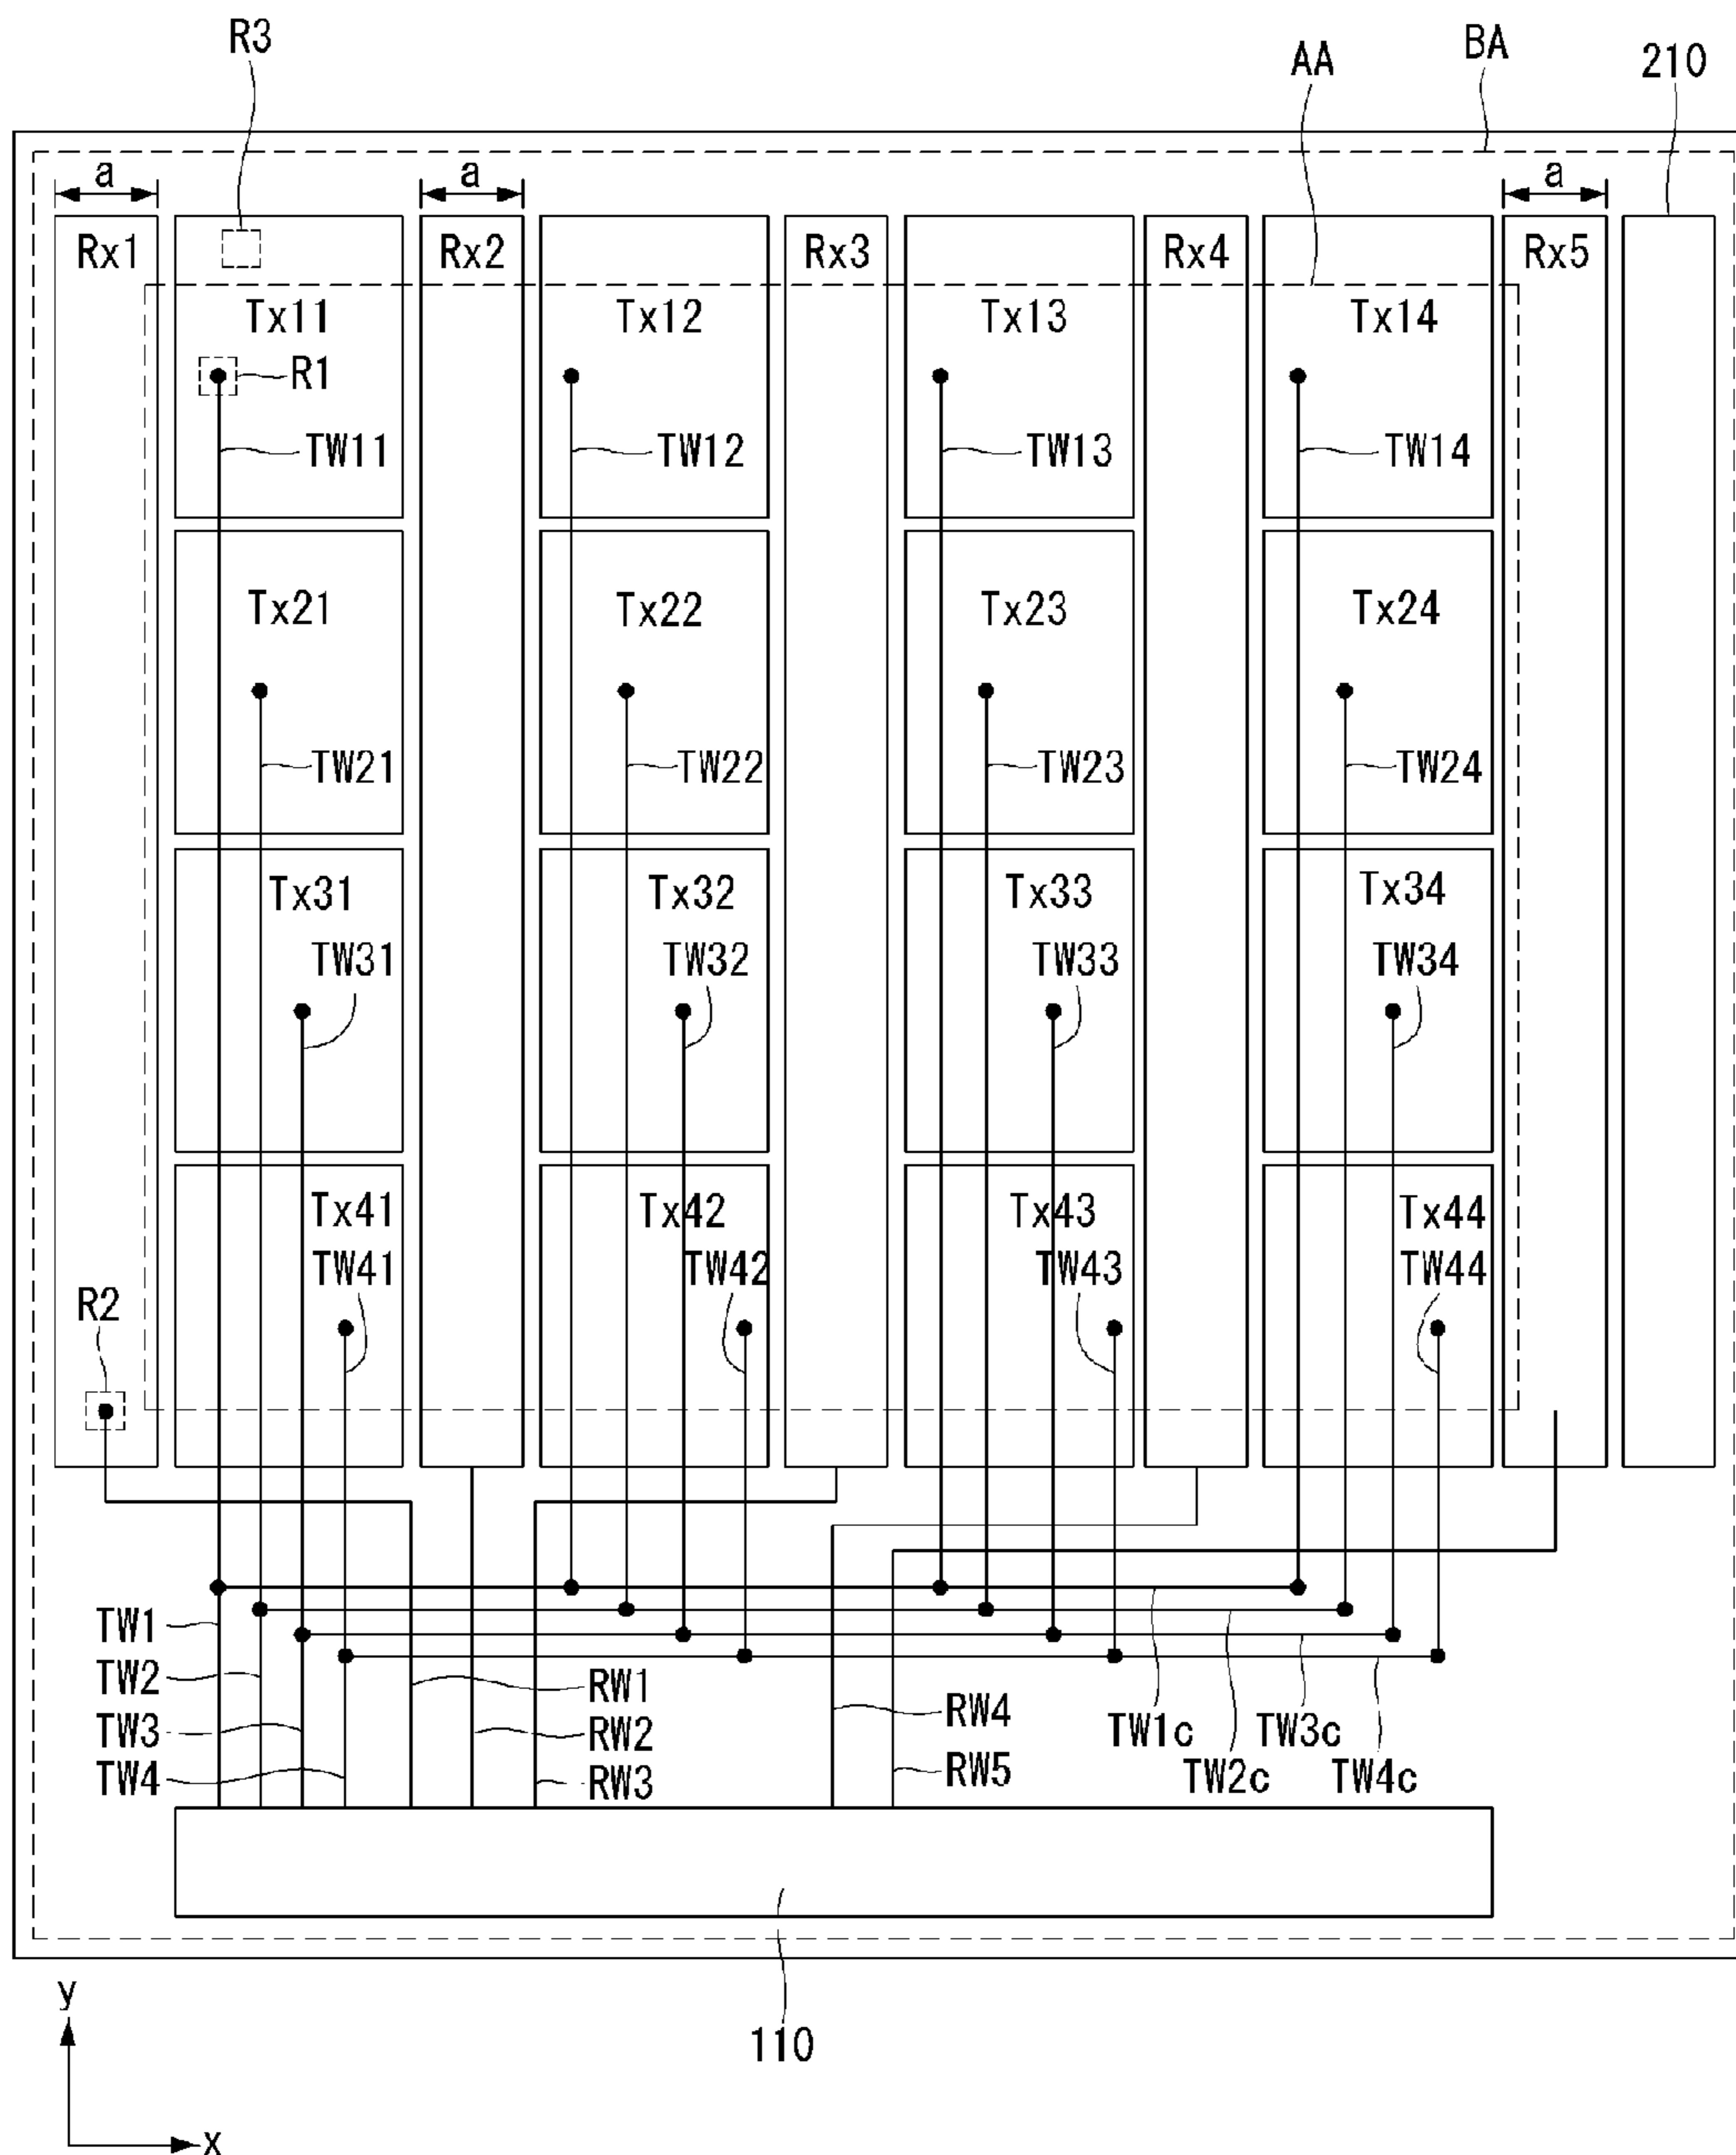 R3
BA
AA
210
a
a
a
Rx1
Rx2
Rx3
Rx4
Rx5
Tx11
Tx12
Tx13
Tx14
R1
TW11
TW12
TW13
TW14
Tx21
Tx22
Tx23
Tx24
TW21
TW22
TW23
TW24
Tx31
Tx32
Tx33
Tx34
TW31
TW32
TW33
TW34
Tx41
Tx42
Tx43
Tx44
TW41
TW42
TW43
TW44
R2
TW1
TW2
TW3
TW4
RW1
RW2
RW3
RW4
RW5
TW1c
TW3c
TW2c
TW4c
y
110
x